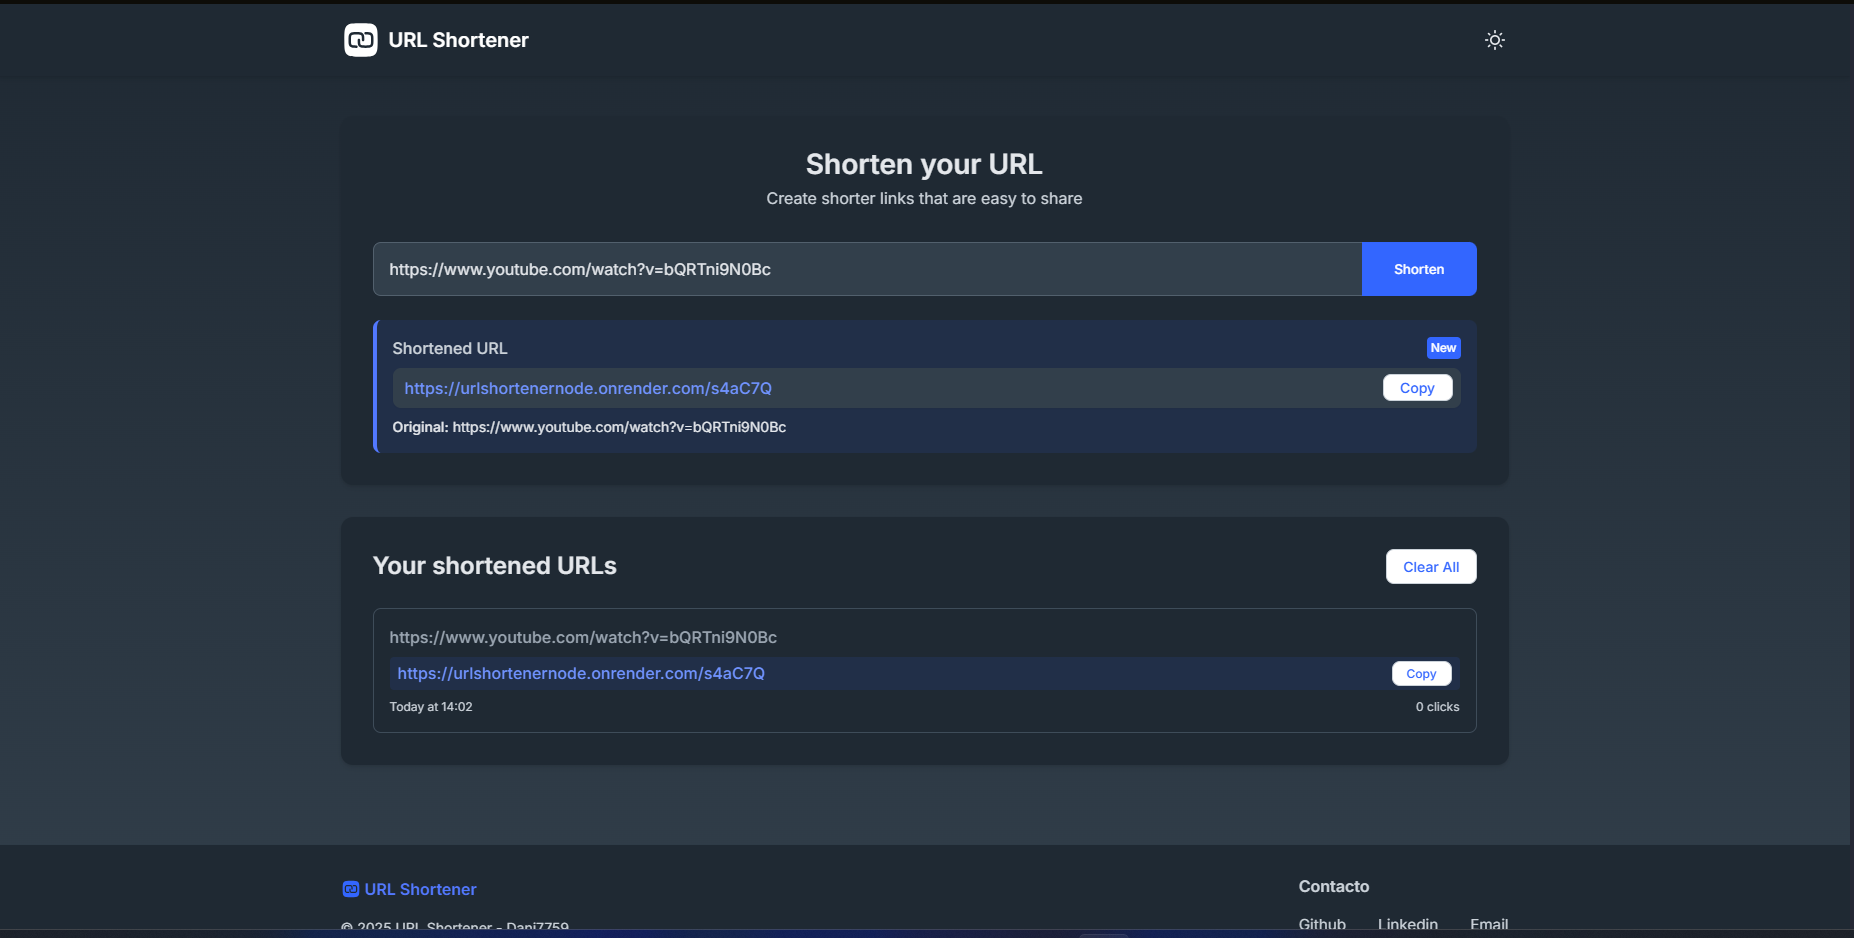 URL Shortener
Shorten your URL
Create shorter links that are easy to share
https://www.youtube.com/watch?v=bQRTni9N0Bc
Shorten
Shortened URL
New
https://urlshortenernode.onrender.com/s4aC7Q
Copy
Original: https://www.youtube.com/watch?v=bQRTni9N0Bc
Your shortened URLs
Clear All
https://www.youtube.com/watch?v=bQRTni9N0Bc
https://urlshortenernode.onrender.com/s4aC7Q
Copy
Today at 14:02
0 clicks
URL Shortener
© 2025 URL Shortener - Dani7759
Contacto
Github
Linkedin
Email